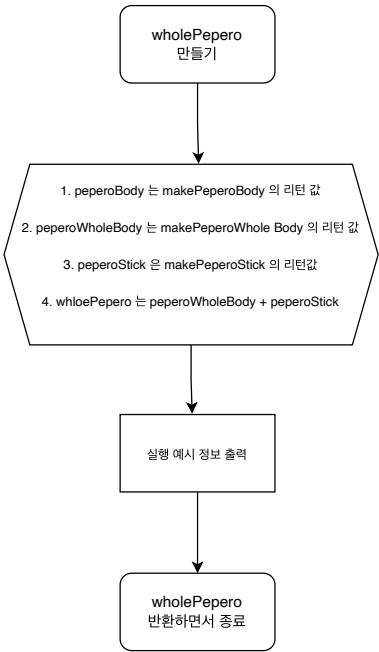 wholePepero
만들기
1. peperoBody 는 makePeperoBody 의 리턴 값
2. peperoWholeBody 는 makePeperoWhole Body 의 리턴 값
3. peperoStick 은 makePeperoStick 의 리턴값
4. whloePepero 는 peperoWholeBody + peperoStick
실행 예시 정보 출력
wholePepero
반환하면서 종료